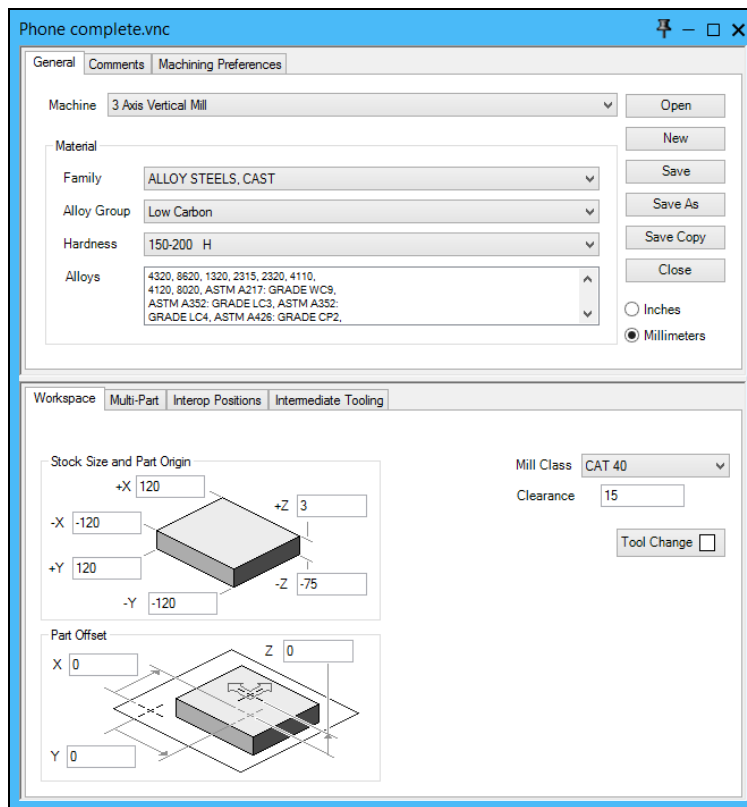 Phone complete.vnc
General Comments Machining Preferences
Machine 3 Axis Vertical Mill
Open
New
Save
Save As
Save Copy
Close
Material
Family ALLOY STEELS, CAST
Alloy Group Low Carbon
Hardness 150-200 H
Alloys
4320, 8620, 1320, 2315, 2320, 4110,
4120, 8020, ASTM A217: GRADE WC9,
ASTM A352: GRADE LC3, ASTM A352:
GRADE LC4, ASTM A426: GRADE CP2,
Inches
Millimeters
Workspace Multi-Part Interop Positions Intermediate Tooling
Stock Size and Part Origin
+X 120
+Z 3
-X -120
+Y 120
-Z -75
-Y -120
Mill Class CAT 40
Clearance 15
Tool Change
Part Offset
Z 0
X 0
Y 0